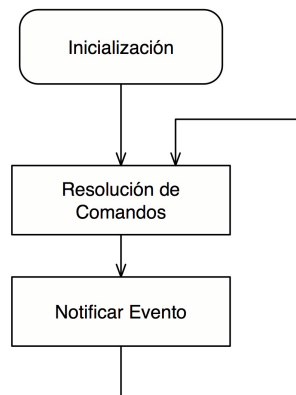 Inicialización
Resolución de
Comandos
Notificar Evento